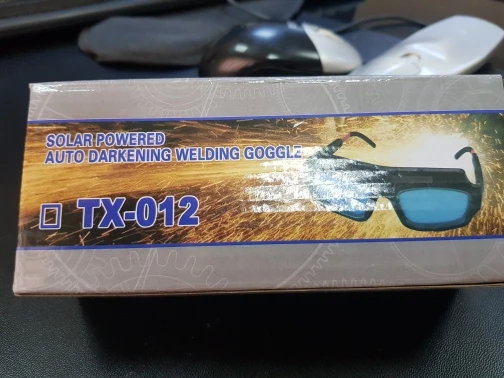 SOLAR POWERED
AUTO DARKENING WELDING GOGGLE
TX-012